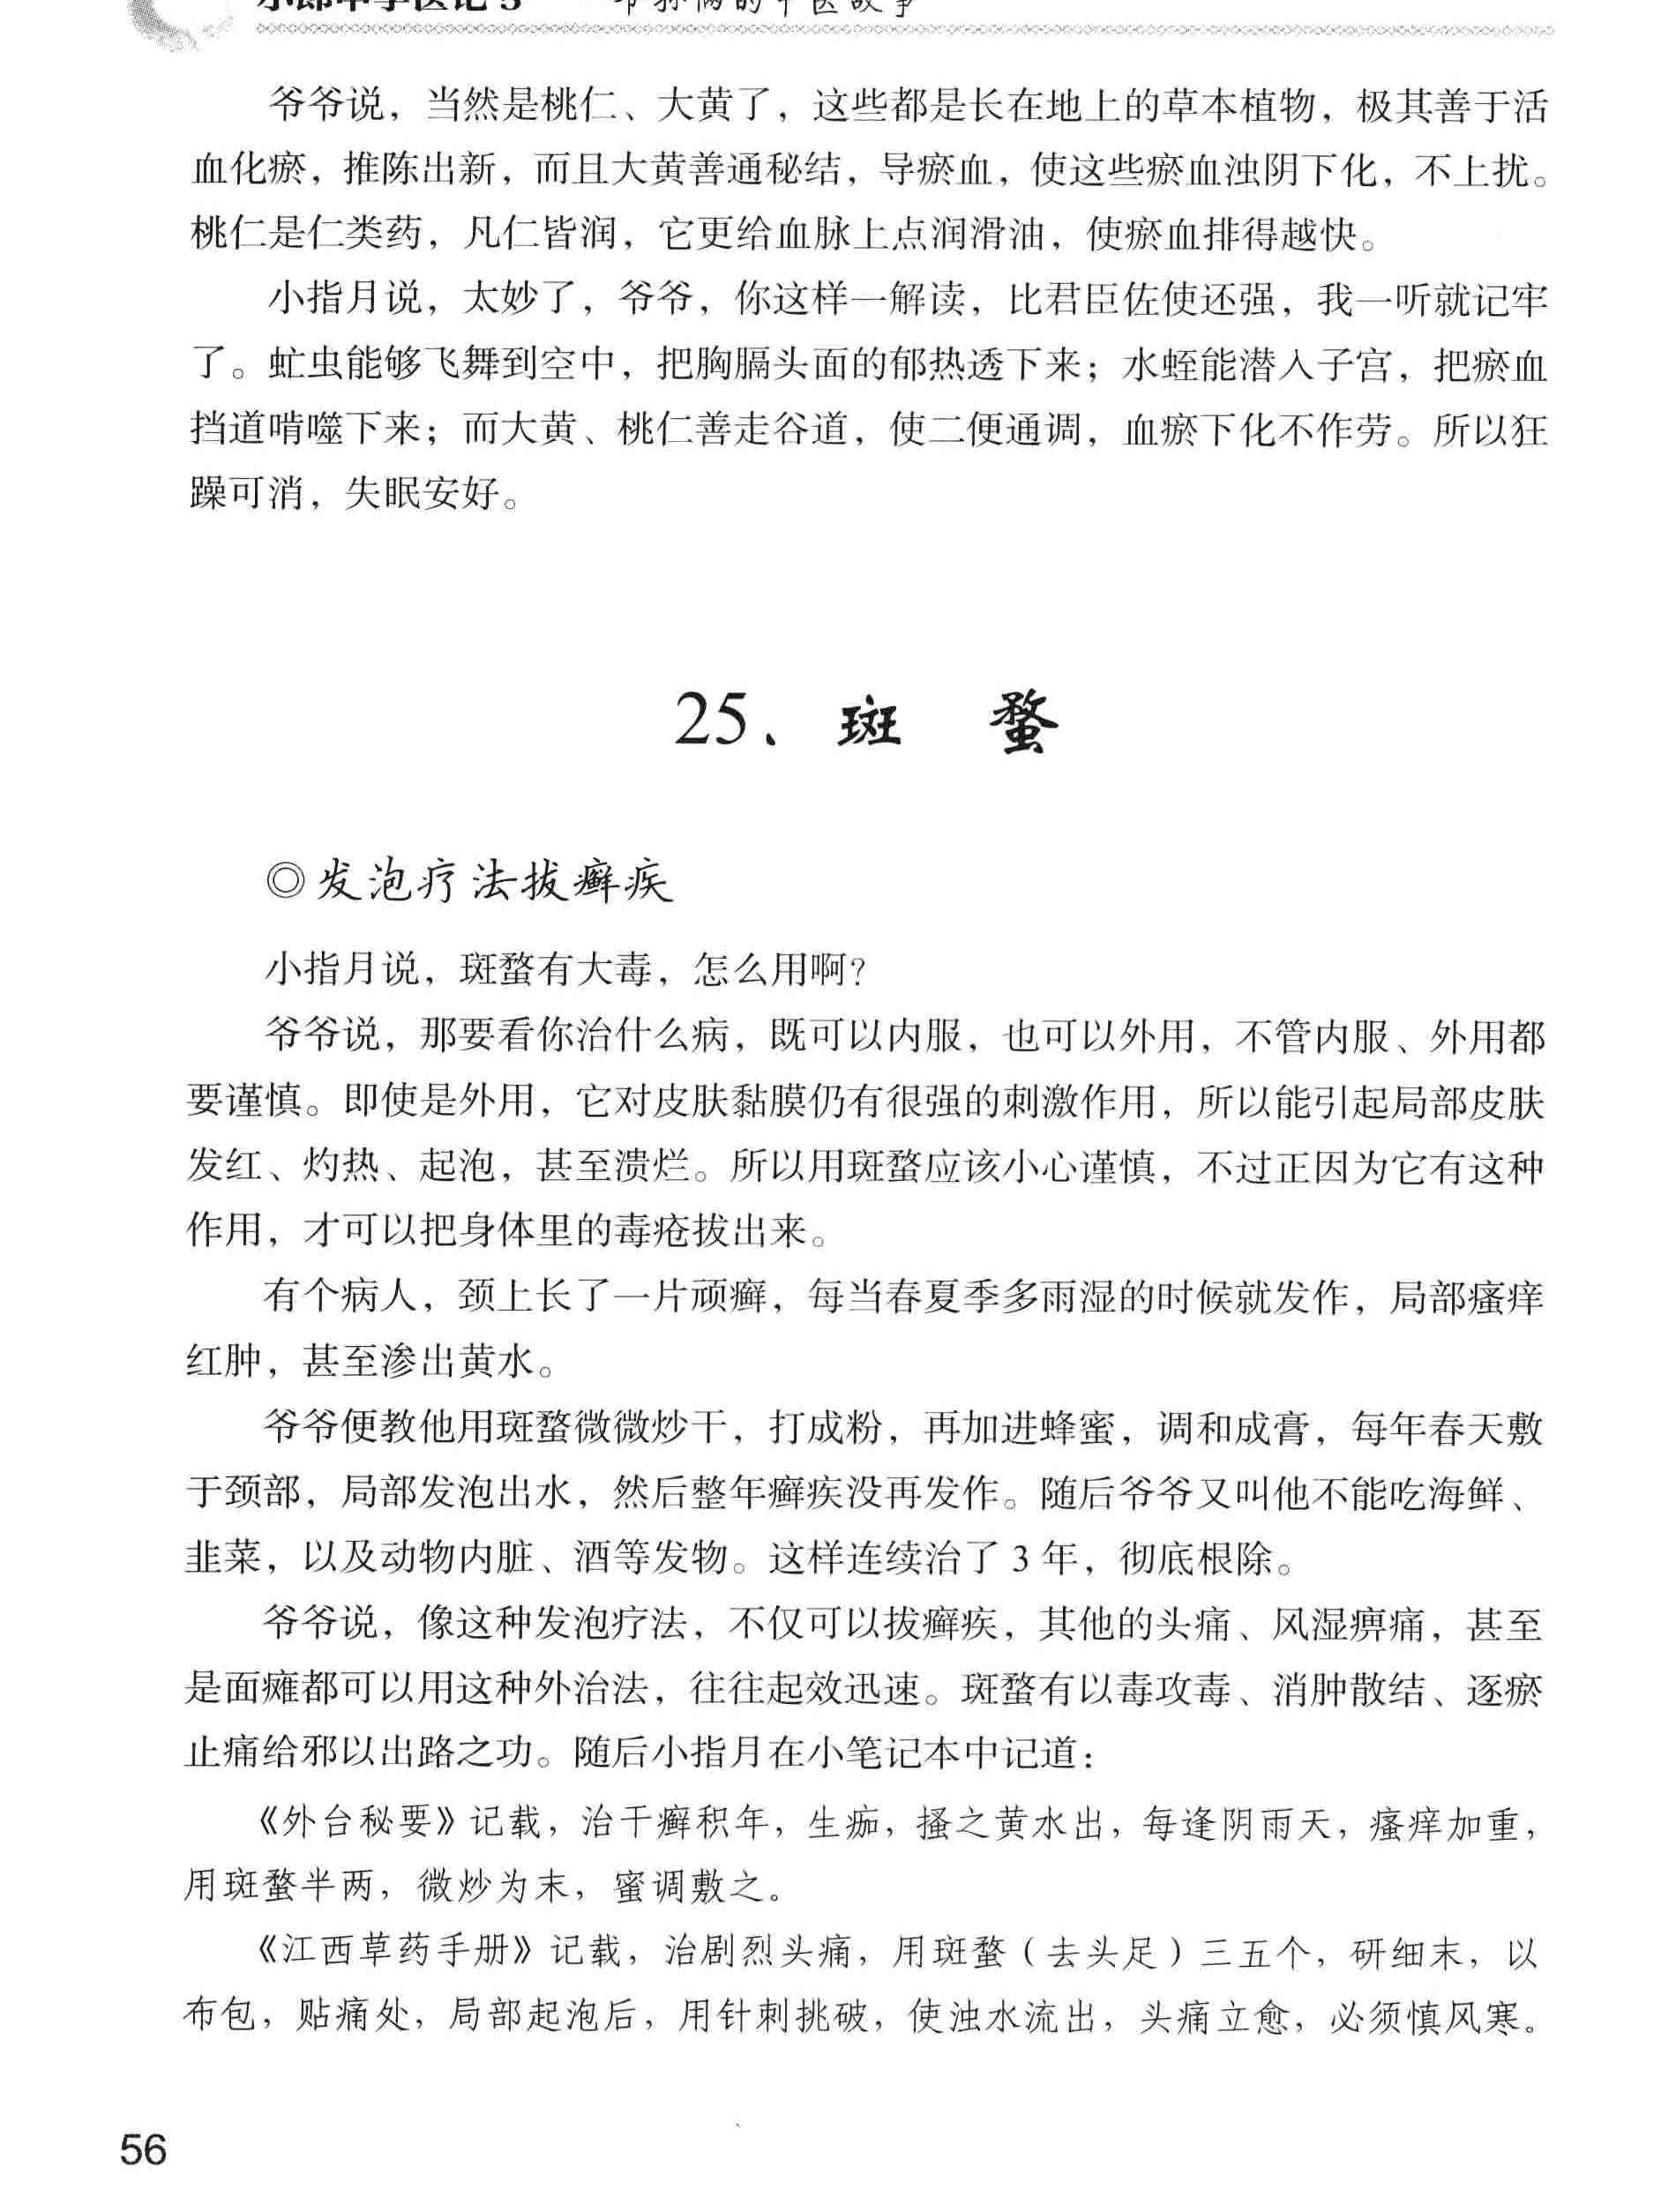 爷爷说，当然是桃仁、大黄了，这些都是长在地上的草本植物，极其善于活
血化瘀，推陈出新，而且大黄善通秘结，导瘀血，使这些瘀血浊阴下化，不上扰。
桃仁是仁类药，凡仁皆润，它更给血脉上点润滑油，使瘀血排得越快。
小指月说，太妙了，爷爷，你这样一解读，比君臣佐使还强，我一听就记牢
了。虻虫能够飞舞到空中，把胸膈头面的郁热透下来；水蛭能潜入子宫，把瘀血
挡道啃噬下来；而大黄、桃仁善走谷道，使二便通调，血瘀下化不作劳。所以狂
躁可消，失眠安好。
25、斑 蝥
◎发泡疗法拔癣疾
小指月说，斑蝥有大毒，怎么用啊？
爷爷说，那要看你治什么病，既可以内服，也可以外用，不管内服、外用都
要谨慎。即使是外用，它对皮肤黏膜仍有很强的刺激作用，所以能引起局部皮肤
发红、灼热、起泡，甚至溃烂。所以用斑蝥应该小心谨慎，不过正因为它有这种
作用，才可以把身体里的毒疮拔出来。
有个病人，颈上长了一片顽癣，每当春夏季多雨湿的时候就发作，局部瘙痒
红肿，甚至渗出黄水。
爷爷便教他用斑蝥微微炒干，打成粉，再加进蜂蜜，调和成膏，每年春天敷
于颈部，局部发泡出水，然后整年癣疾没再发作。随后爷爷又叫他不能吃海鲜、
韭菜，以及动物内脏、酒等发物。这样连续治了 3 年，彻底根除。
爷爷说，像这种发泡疗法，不仅可以拔癣疾，其他的头痛、风湿痹痛，甚至
是面瘫都可以用这种外治法，往往起效迅速。斑蝥有以毒攻毒、消肿散结、逐瘀
止痛给邪以出路之功。随后小指月在小笔记本中记道：
《外台秘要》记载，治干癣积年，生痂，搔之黄水出，每逢阴雨天，瘙痒加重，
用斑蝥半两，微炒为末，蜜调敷之。
《江西草药手册》记载，治剧烈头痛，用斑蝥（去头足）三五个，研细末，以
布包，贴痛处，局部起泡后，用针刺挑破，使浊水流出，头痛立愈，必须慎风寒。
56